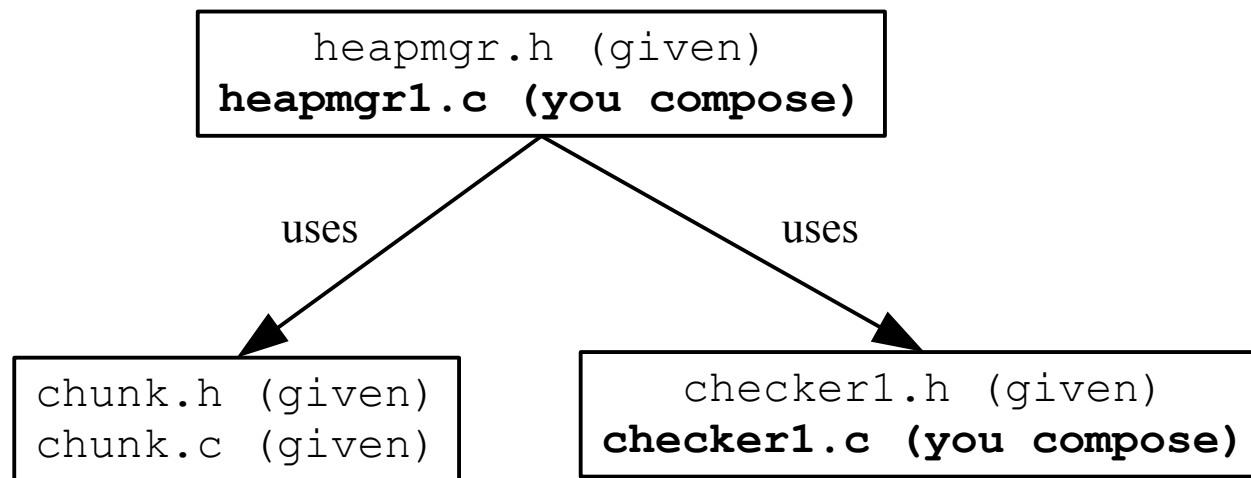 heapmgr.h (given)
heapmgr1.c (you compose)
uses
uses
chunk.h (given)
chunk.c (given)
checker1.h (given)
checker1.c (you compose)